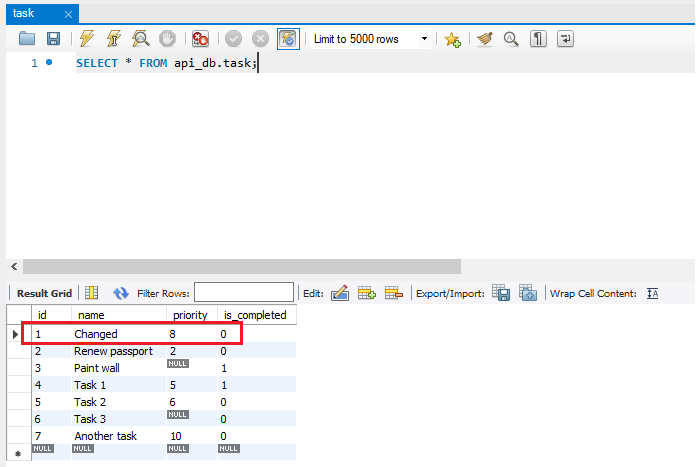 task ×
Limit to 5000 rows
1 SELECT * FROM api_db.task;
Result Grid Filter Rows: Edit: Export/Import: Wrap Cell Content: IA
id name priority is_completed
1 Changed 8 0
2 Renew passport 2 0
3 Paint wall NULL 1
4 Task 1 5 1
5 Task 2 6 0
6 Task 3 NULL 0
7 Another task 10 0
NULL NULL NULL NULL